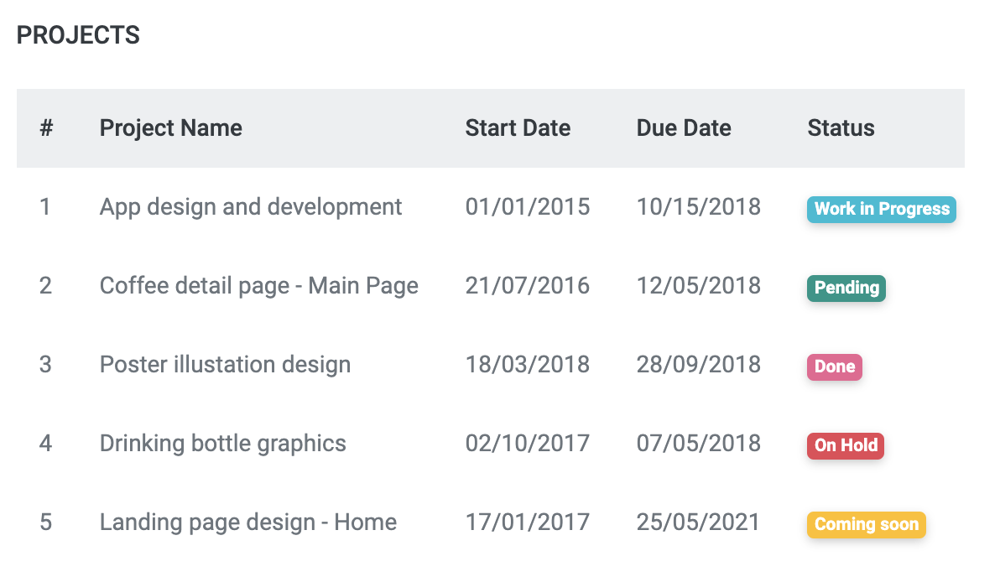 PROJECTS
# Project Name Start Date Due Date Status
1 App design and development 01/01/2015 10/15/2018 Work in Progress
2 Coffee detail page - Main Page 21/07/2016 12/05/2018 Pending
3 Poster illustation design 18/03/2018 28/09/2018 Done
4 Drinking bottle graphics 02/10/2017 07/05/2018 On Hold
5 Landing page design - Home 17/01/2017 25/05/2021 Coming soon